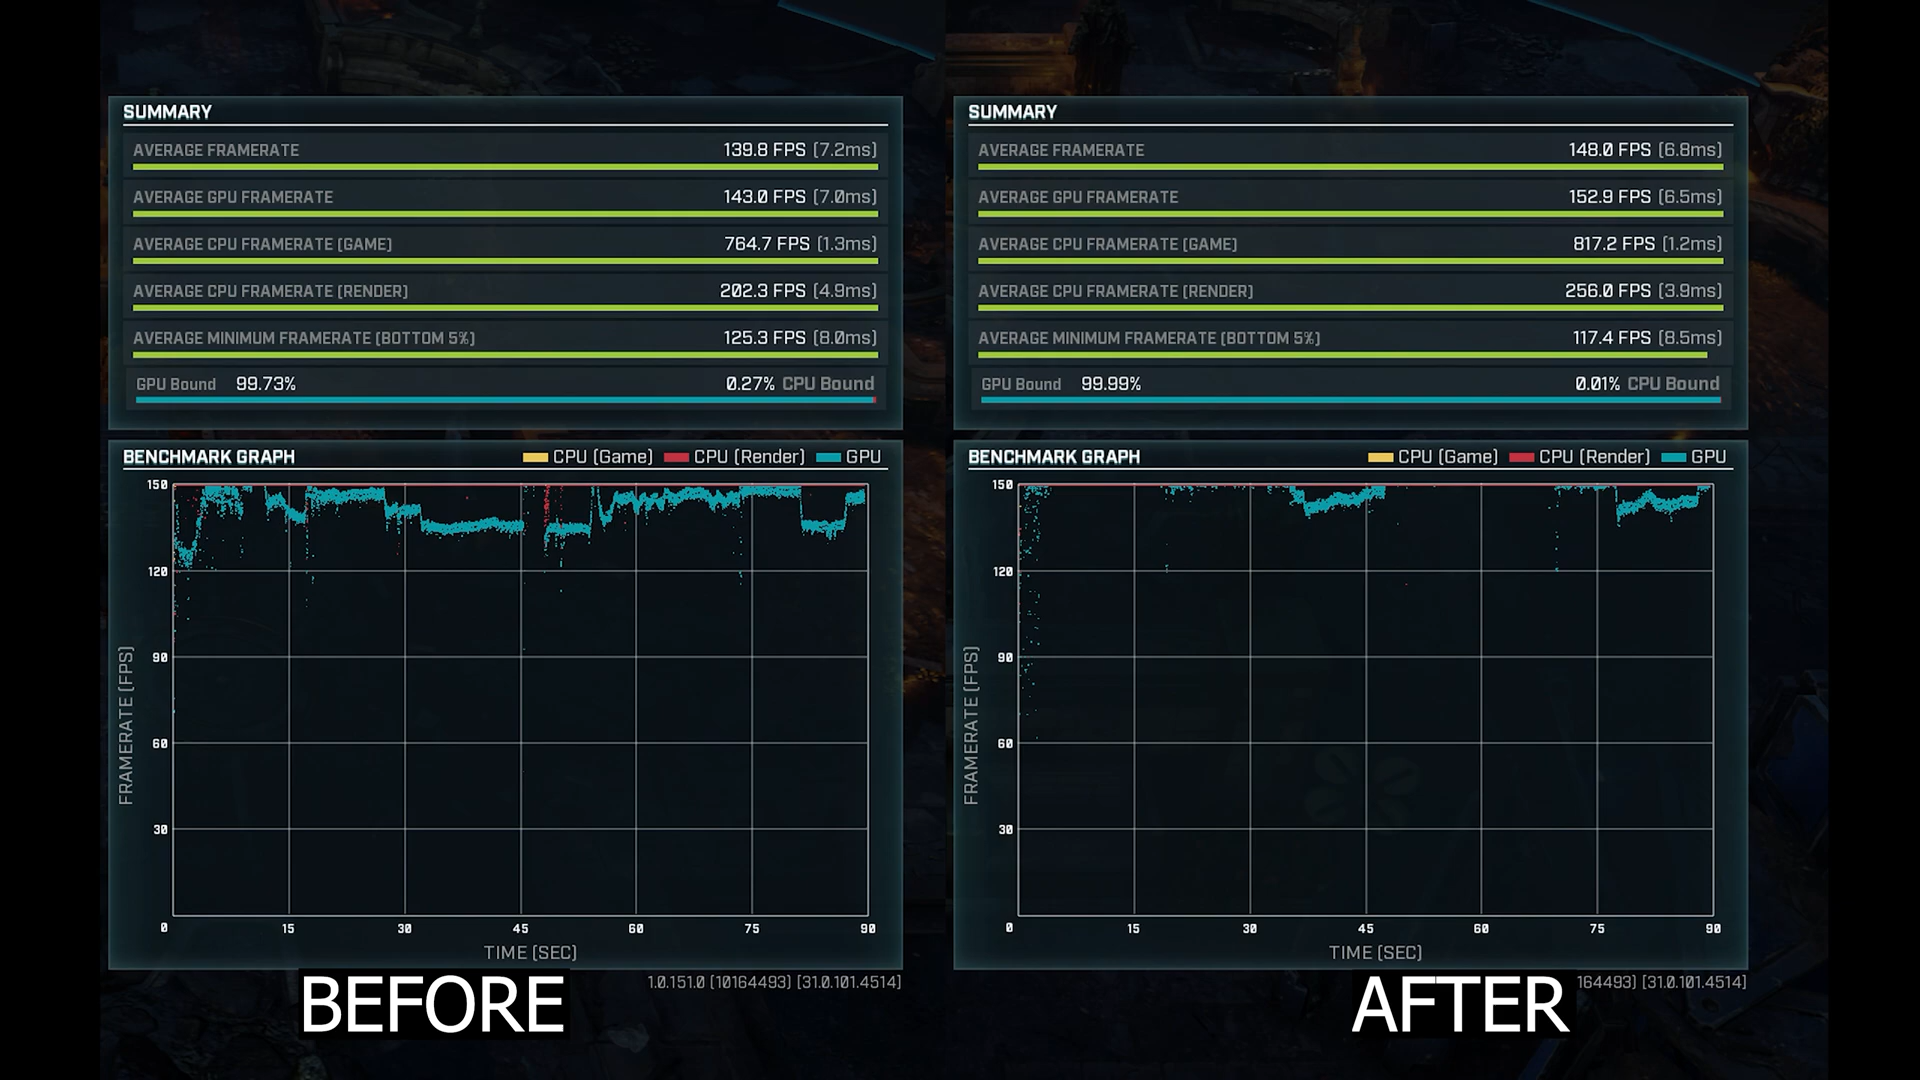 SUMMARY
AVERAGE FRAMERATE 139.8 FPS (7.2ms)
AVERAGE GPU FRAMERATE 143.0 FPS (7.0ms)
AVERAGE CPU FRAMERATE (GAME) 764.7 FPS (1.3ms)
AVERAGE CPU FRAMERATE (RENDER) 202.3 FPS (4.9ms)
AVERAGE MINIMUM FRAMERATE (BOTTOM 5%) 125.3 FPS (8.0ms)
GPU Bound 99.73% 0.27% CPU Bound
BENCHMARK GRAPH CPU (Game) CPU (Render) GPU
150
120
90
60
30
FRAMERATE (FPS)
0 15 30 45 60 75 90
TIME (SEC)
1.0.151.0 (10164493) [31.0.101.4514]
BEFORE
SUMMARY
AVERAGE FRAMERATE 148.0 FPS (6.8ms)
AVERAGE GPU FRAMERATE 152.9 FPS (6.5ms)
AVERAGE CPU FRAMERATE (GAME) 817.2 FPS (1.2ms)
AVERAGE CPU FRAMERATE (RENDER) 256.0 FPS (3.9ms)
AVERAGE MINIMUM FRAMERATE (BOTTOM 5%) 117.4 FPS (8.5ms)
GPU Bound 99.99% 0.01% CPU Bound
BENCHMARK GRAPH CPU (Game) CPU (Render) GPU
150
120
90
60
30
FRAMERATE (FPS)
0 15 30 45 60 75 90
TIME (SEC)
164493) [31.0.101.4514]
AFTER